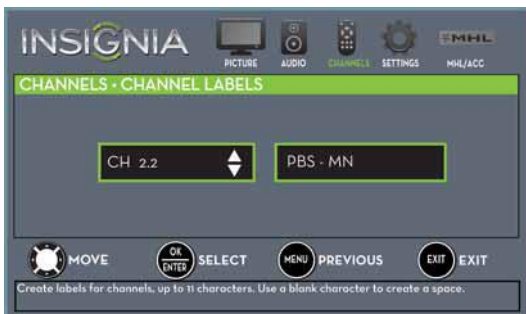 INSIGNIA
PICTURE AUDIO CHANNELS SETTINGS MHL MHL/ACC
CHANNELS • CHANNEL LABELS
CH 2.2 PBS - MN
MOVE OK ENTER SELECT MENU PREVIOUS EXIT EXIT
Create labels for channels, up to 11 characters. Use a blank character to create a space.